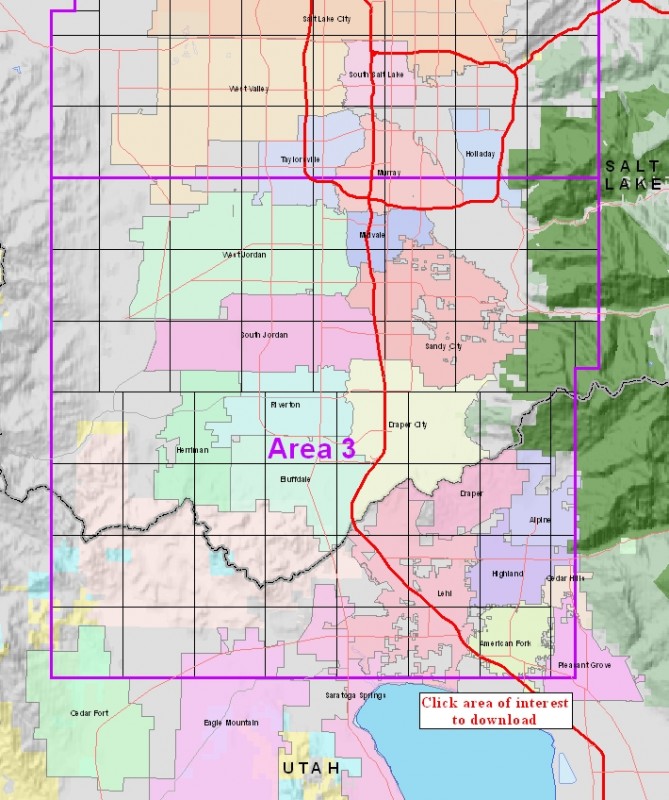 Salt Lake City
South Salt Lake
West Valley
Taylorsville
Holladay
Murray
SALT
LAKE
Midvale
West Jordan
South Jordan
Sandy City
Riverton
Draper City
Area 3
Herriman
Bluffdale
Draper
Alpine
Highland
Cedar Hills
Lehi
American Fork
Pleasant Grove
Saratoga Springs
Click area of interest
to download
Cedar Fort
Eagle Mountain
UTAH